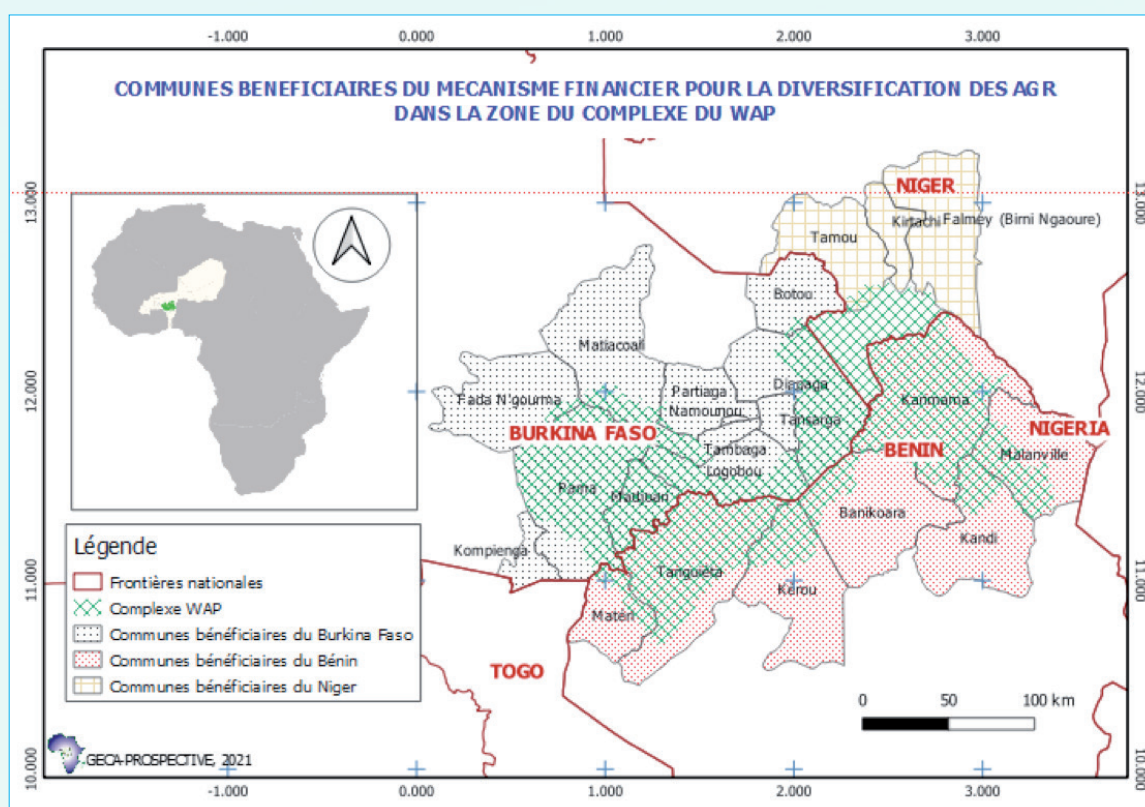 -1.000
0.000
1.000
2.000
3.000
COMMUNES BENEFICIAIRES DU MECANISME FINANCIER POUR LA DIVERSIFICATION DES AGR
DANS LA ZONE DU COMPLEXE DU WAP
13.000
13.000
NIGER
Kirtachi
Falmey (Birni Ngaoure)
Tamou
Botou
Matiacoali
12.000
12.000
Fada N'gourma
Partiaga
Namounou
Diapaga
Tansarga
Karimama
BURKINA FASO
BENIN
NIGERIA
Tambaga
Logobou
Malanville
Pama
Madjoari
Banikoara
Kandi
Kompienga
11.000
11.000
Tanguiéta
Kérou
Matéri
TOGO
Légende
Frontières nationales
Complexe WAP
Communes bénéficiaires du Burkina Faso
Communes bénéficiaires du Bénin
Communes bénéficiaires du Niger
0 50 100 km
GECA-PROSPECTIVE, 2021
10.000
10.000
-1.000
0.000
1.000
2.000
3.000